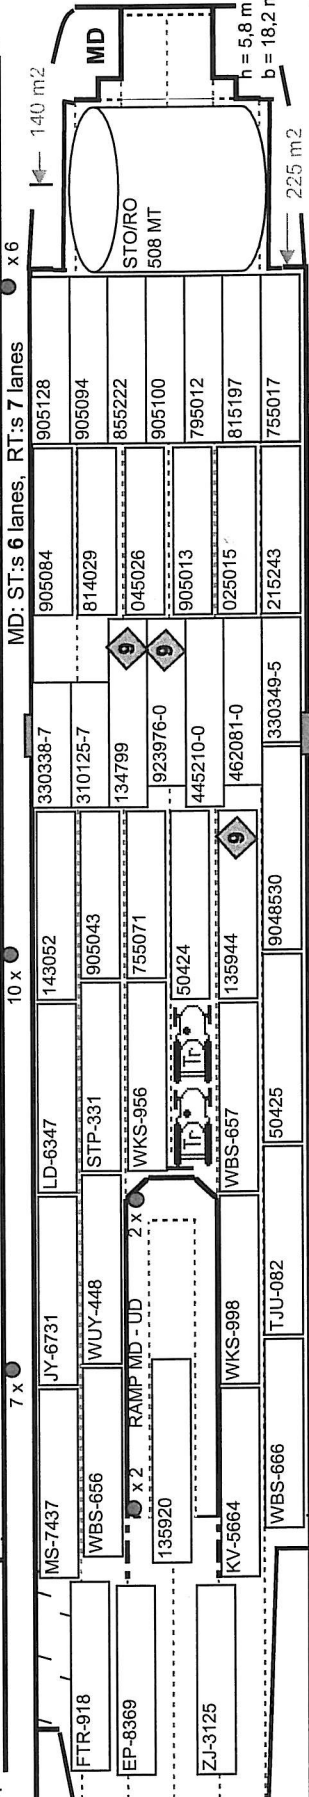 MD: ST:s 6 lanes, RT:s 7 lanes
7 x
10 x
x 6
140 m2
MD
h = 5,8 m
b = 18,2 m
225 m2
STO/RO
508 MT
MS-7437
JY-6731
LD-6347
143052
330338-7
905084
905128
FTR-918
WBS-656
WUY-448
STP-331
905043
310125-7
814029
905094
EP-8369
x 2
RAMP MD - UD
2 x
WKS-956
755071
134799
9
045026
855222
135920
Tr
Tr
50424
923976-0
9
905013
905100
445210-0
795012
ZJ-3125
KV-5664
WKS-998
WBS-657
135944
9
462081-0
025015
815197
WBS-666
TJU-082
50425
9048530
330349-5
215243
755017